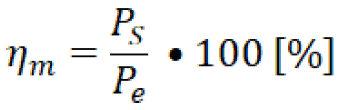 η_m = P_S / P_e • 100 [%]